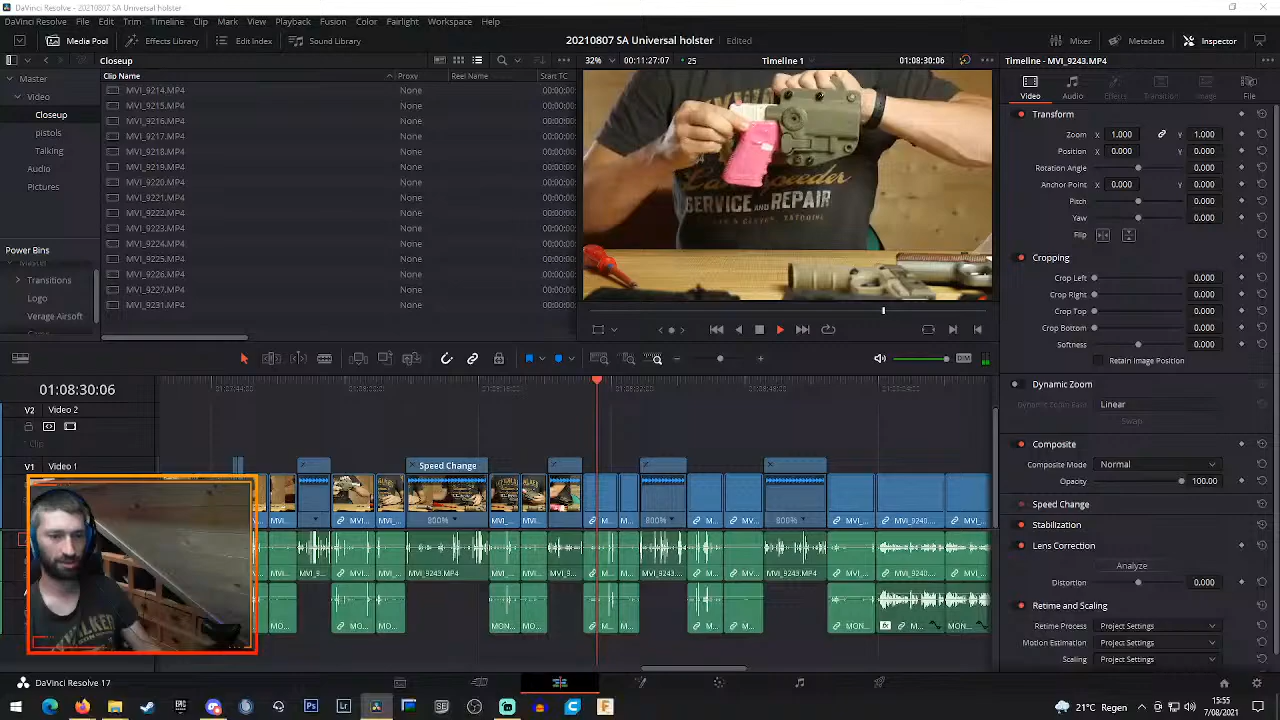 DaVinci Resolve - 20210807 SA Universal holster
DaVinci Resolve File Edit Trim Timeline Clip Mark View Playback Fusion Color Fairlight Workspace Help
Media Pool Effects Library Edit Index Sound Library 20210807 SA Universal holster Edited Mixer Metadata Inspector
Closeup 32% 00:11:27:07 25 Timeline 1 01:08:30:06 Timeline - MVI_9243.MP4
Master Clip Name Proxy Reel Name Start TC
Video
Closeup
pistols
Talking
Audio
Pictures
Power Bins
Master
Transitions
Logo
Verage Airsoft
MVI_9214.MP4 None 00:00:00:
MVI_9215.MP4 None 00:00:00:
MVI_9216.MP4 None 00:00:00:
MVI_9217.MP4 None 00:00:00:
MVI_9218.MP4 None 00:00:00:
MVI_9220.MP4 None 00:00:00:
MVI_9221.MP4 None 00:00:00:
MVI_9222.MP4 None 00:00:00:
MVI_9223.MP4 None 00:00:00:
MVI_9224.MP4 None 00:00:00:
MVI_9225.MP4 None 00:00:00:
MVI_9226.MP4 None 00:00:00:
MVI_9227.MP4 None 00:00:00:
MVI_9231.MP4 None 00:00:00:
SERVICE AND REPAIR
Video Audio Effects Transition Image File
Transform
Zoom X 1.000 Y 1.000
Position X 0.000 Y 0.000
Rotation Angle 0.000
Anchor Point X 0.000 Y 0.000
Pitch 0.000
Yaw 0.000
Flip
Cropping
Crop Left 0.000
Crop Right 0.000
Crop Top 0.000
Crop Bottom 0.000
Softness 0.000
Retain Image Position
Dynamic Zoom
Dynamic Zoom Ease Linear
Swap
Composite
Composite Mode Normal
Opacity 100.00
Speed Change
Stabilization
Lens Correction
Analyze
Distortion 0.000
Retime and Scaling
Retime Process Project Settings
Motion Estimation Project Settings
Scaling Project Settings
DIM
01:08:30:06
V2 Video 2
V1 Video 1
Speed Change
800% 800% 800%
MVI_9243.MP4 MVI_9243.... MVI_9243.MP4
DaVinci Resolve 17
21°C Regen
15:55
7/08/2021